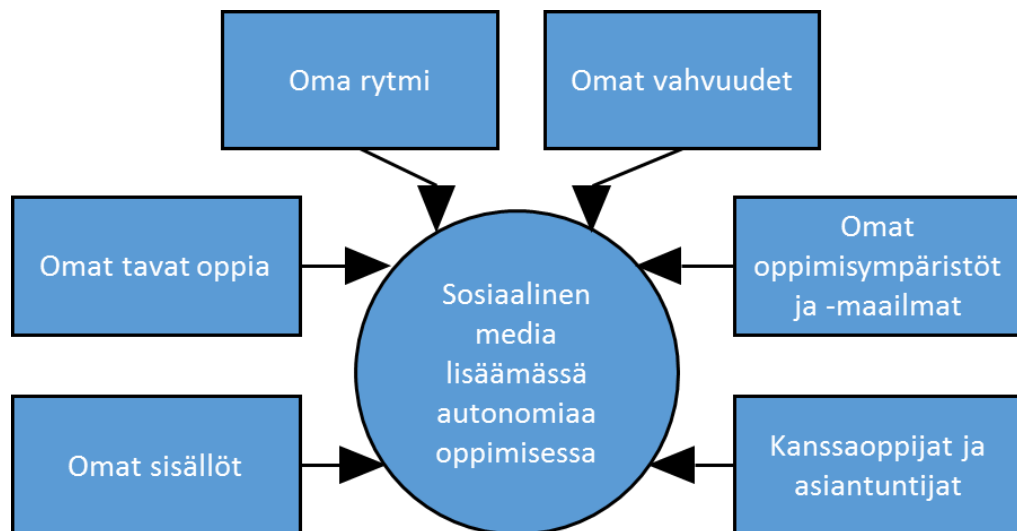 Oma rytmi
Omat vahvuudet
Omat tavat oppia
Omat
oppimisympäristöt
ja -maailmat
Sosiaalinen
media
lisäämässä
autonomiaa
oppimisessa
Omat sisällöt
Kanssaoppijat ja
asiantuntijat